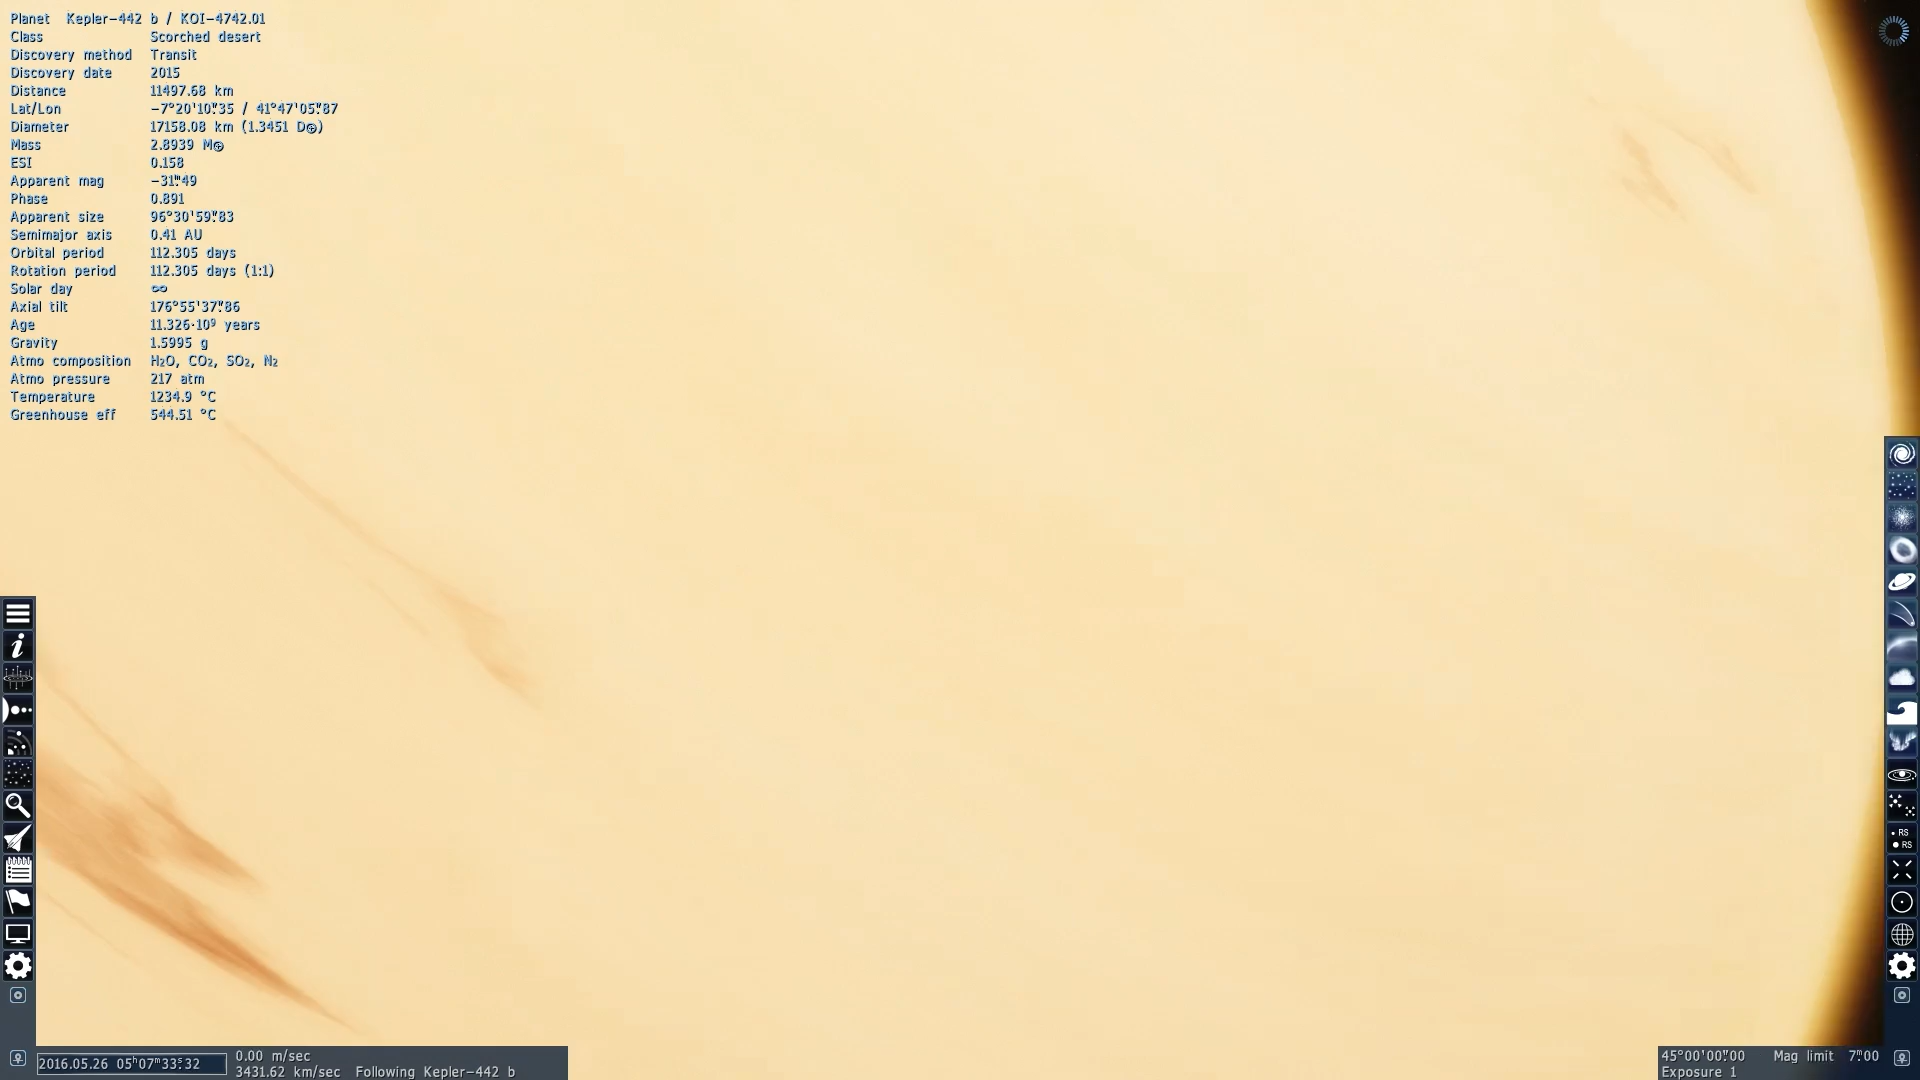 Planet Kepler-442 b / KOI-4742.01
Class Scorched desert
Discovery method Transit
Discovery date 2015
Distance 11497.68 km
Lat/Lon -7°20'10"35 / 41°47'05"87
Diameter 17158.08 km (1.3451 D⊕)
Mass 2.8939 M⊕
ESI 0.158
Apparent mag -31ᵐ49
Phase 0.891
Apparent size 96°30'59"83
Semimajor axis 0.41 AU
Orbital period 112.305 days
Rotation period 112.305 days (1:1)
Solar day ∞
Axial tilt 176°55'37"86
Age 11.326·10⁹ years
Gravity 1.5995 g
Atmo composition H₂O, CO₂, SO₂, N₂
Atmo pressure 217 atm
Temperature 1234.9 °C
Greenhouse eff 544.51 °C
RS
RS
2016.05.26 05ʰ07ᵐ33ˢ32
0.00 m/sec
3431.62 km/sec Following Kepler-442 b
45°00'00"00 Mag limit 7ᵐ00
Exposure 1